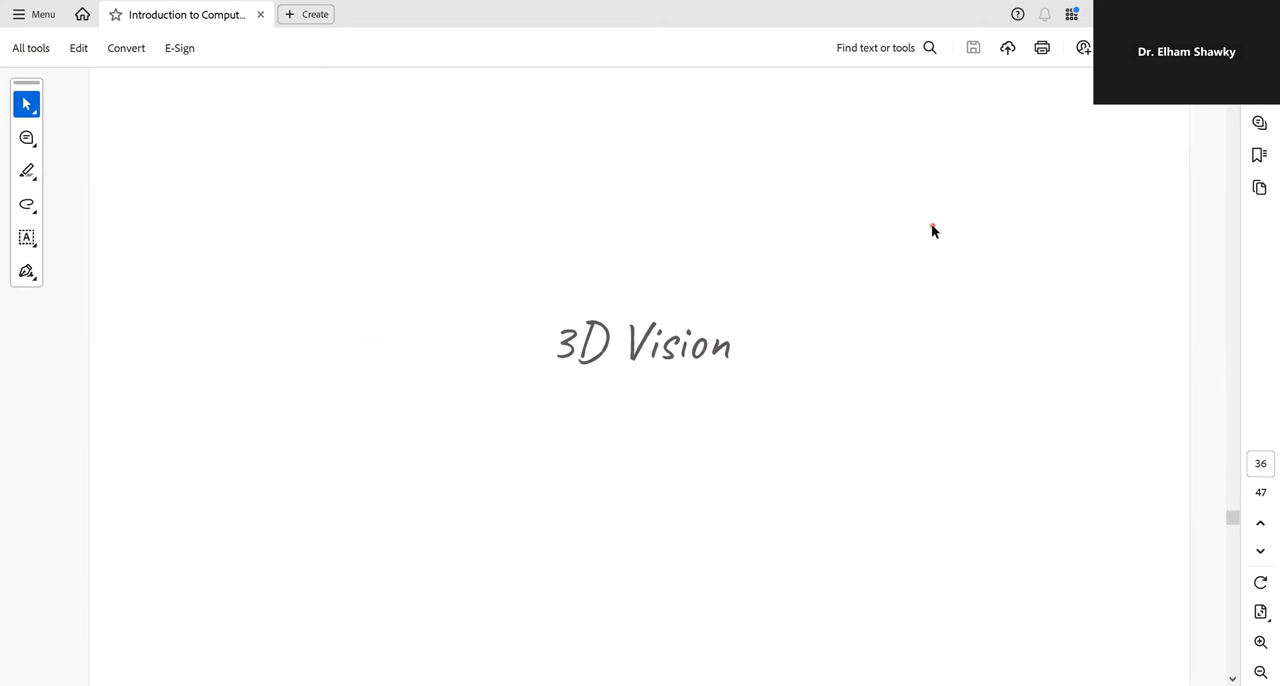 Menu
Introduction to Comput...
Create
All tools
Edit
Convert
E-Sign
Find text or tools
Dr. Elham Shawky
3D Vision
36
47